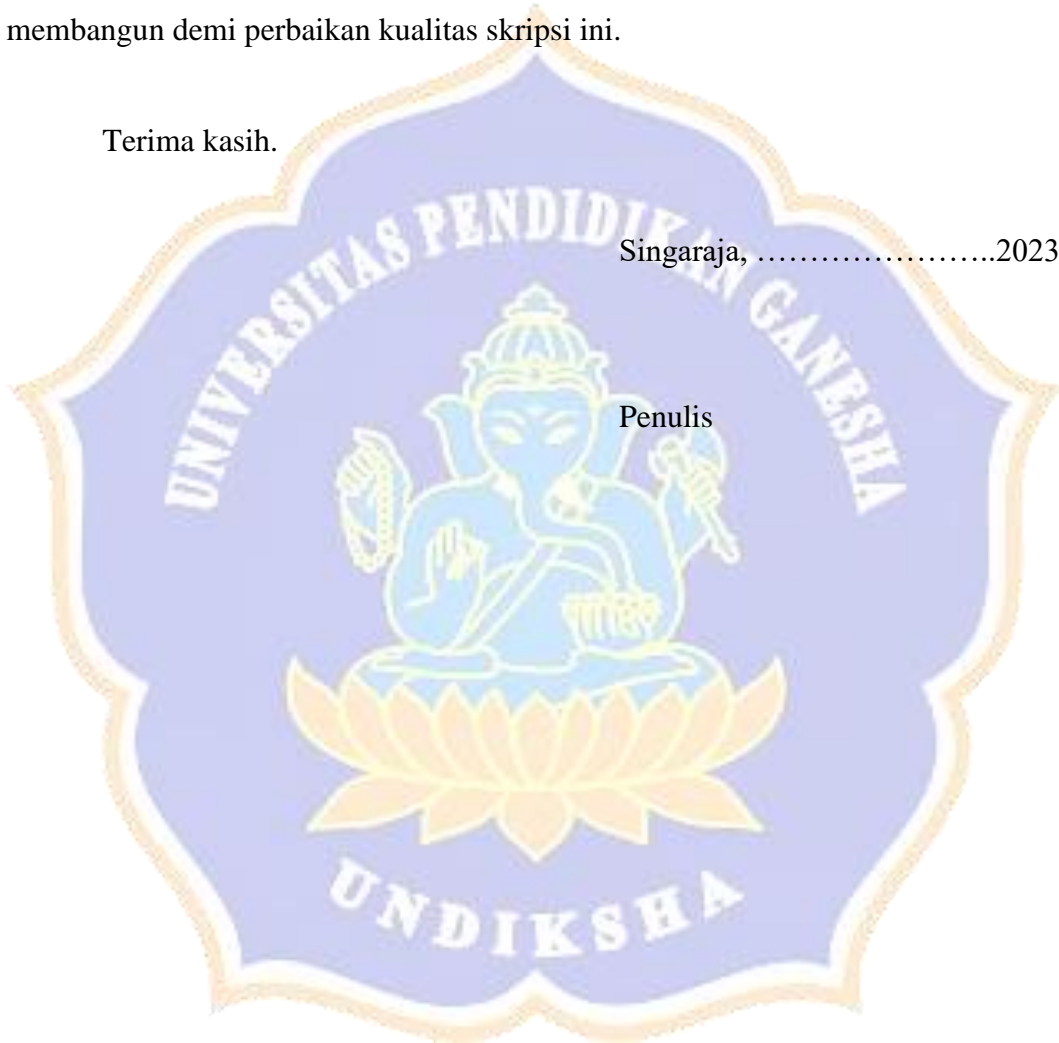 membangun demi perbaikan kualitas skripsi ini.
Terima kasih.
UNIVERSITAS PENDIDIKAN GANESHA
Singaraja, …………………..2023
Penulis
UNDIKSHA